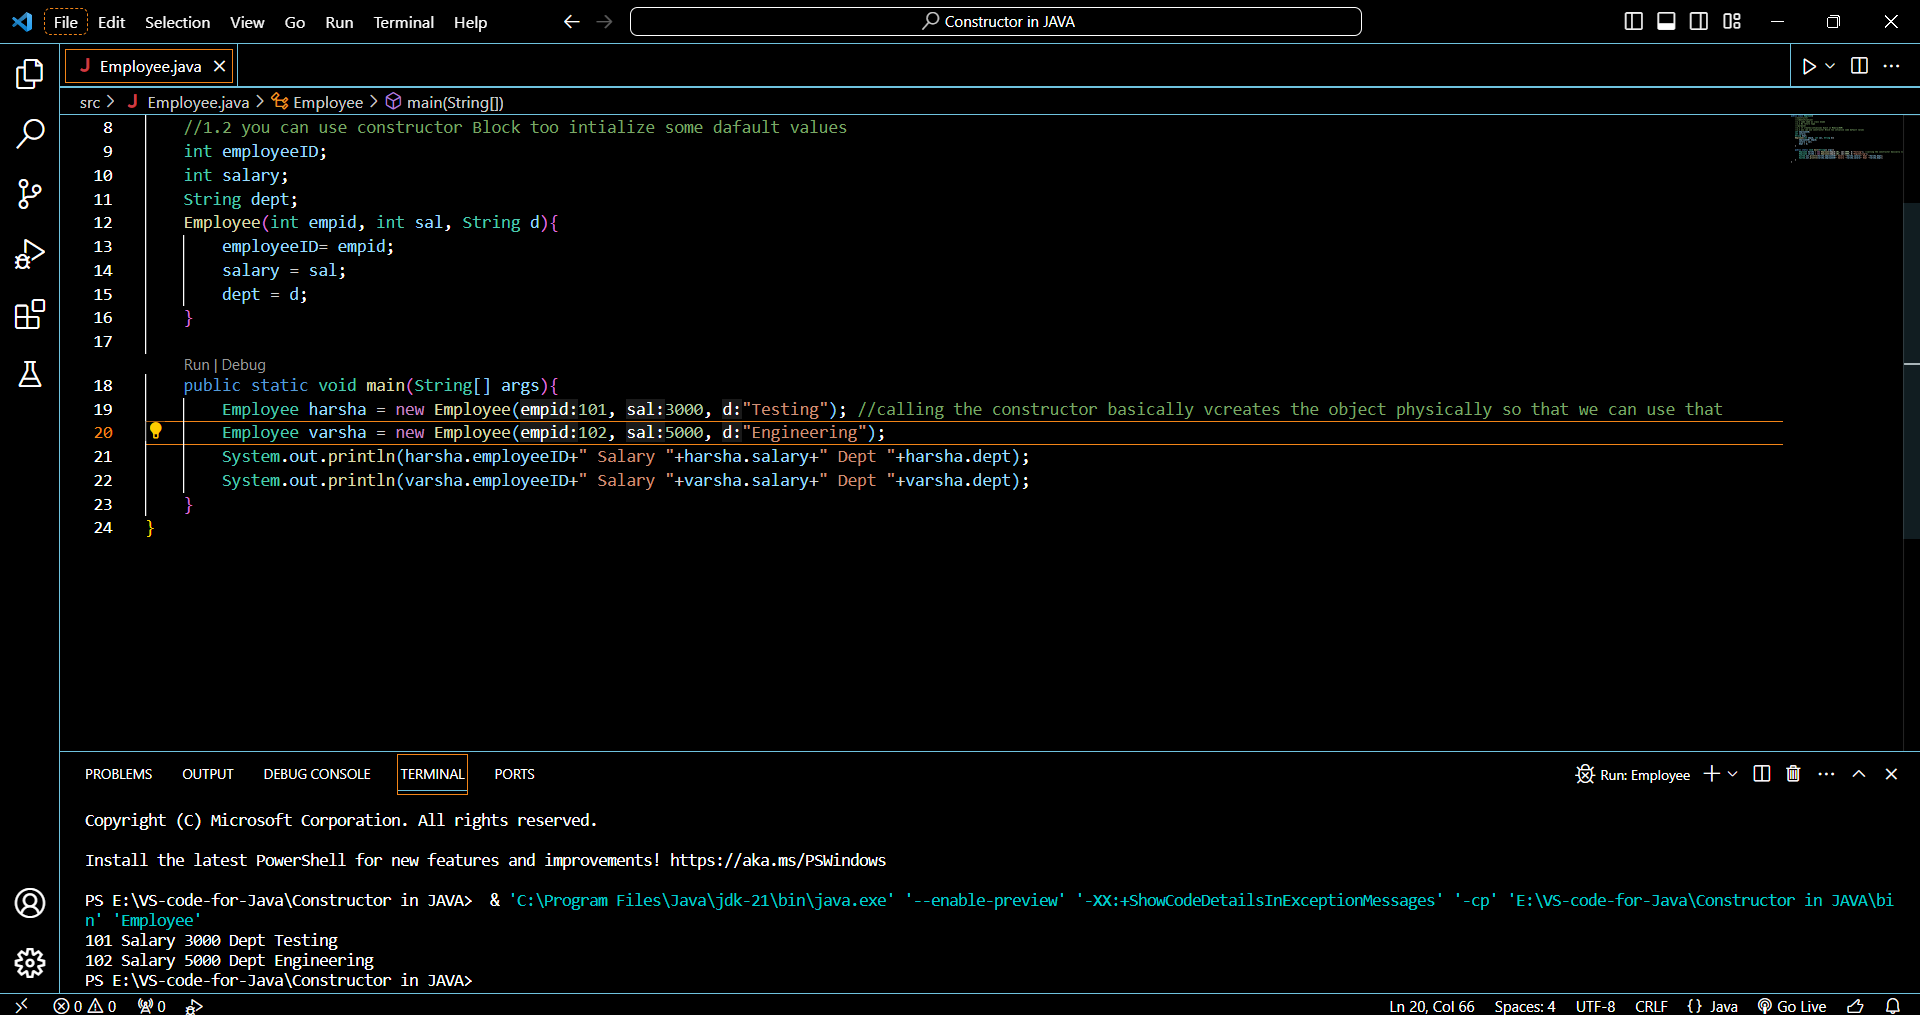 File Edit Selection View Go Run Terminal Help
Constructor in JAVA
J Employee.java
src > J Employee.java > Employee > main(String[])
8 //1.2 you can use constructor Block too intialize some dafault values
9 int employeeID;
10 int salary;
11 String dept;
12 Employee(int empid, int sal, String d){
13 employeeID= empid;
14 salary = sal;
15 dept = d;
16 }
17
Run | Debug
18 public static void main(String[] args){
19 Employee harsha = new Employee(empid:101, sal:3000, d:"Testing"); //calling the constructor basically vcreates the object physically so that we can use that
20 Employee varsha = new Employee(empid:102, sal:5000, d:"Engineering");
21 System.out.println(harsha.employeeID+" Salary "+harsha.salary+" Dept "+harsha.dept);
22 System.out.println(varsha.employeeID+" Salary "+varsha.salary+" Dept "+varsha.dept);
23 }
24 }
PROBLEMS OUTPUT DEBUG CONSOLE TERMINAL PORTS
Run: Employee
Copyright (C) Microsoft Corporation. All rights reserved.
Install the latest PowerShell for new features and improvements! https://aka.ms/PSWindows
PS E:\VS-code-for-Java\Constructor in JAVA> & 'C:\Program Files\Java\jdk-21\bin\java.exe' '--enable-preview' '-XX:+ShowCodeDetailsInExceptionMessages' '-cp' 'E:\VS-code-for-Java\Constructor in JAVA\bi
n' 'Employee'
101 Salary 3000 Dept Testing
102 Salary 5000 Dept Engineering
PS E:\VS-code-for-Java\Constructor in JAVA>
0 0 0 Ln 20, Col 66 Spaces: 4 UTF-8 CRLF {} Java Go Live